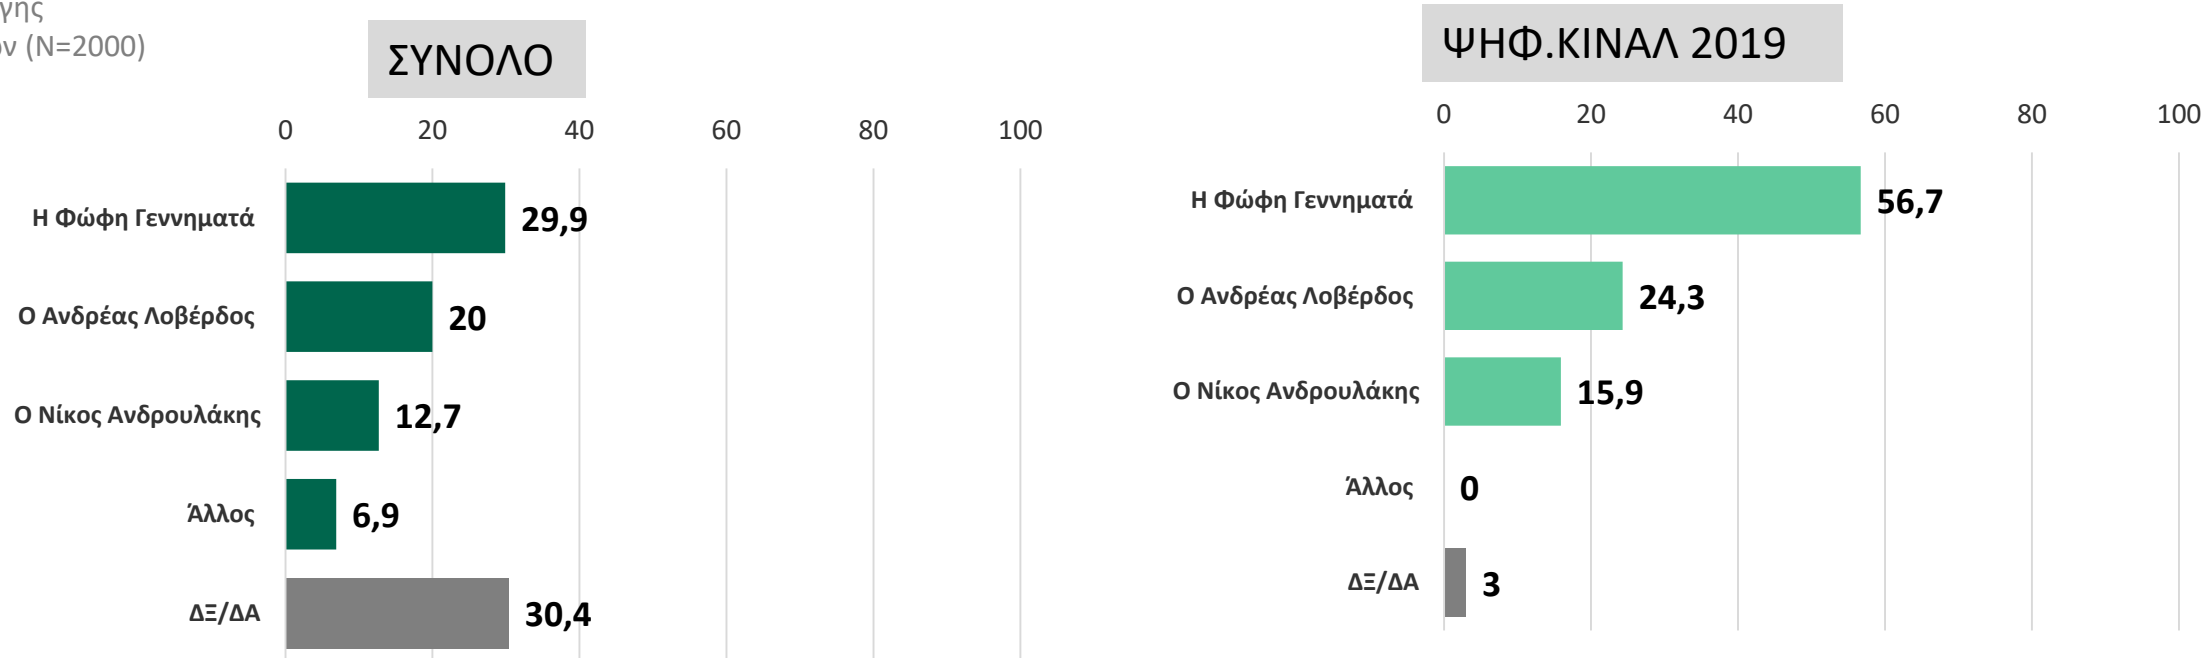 (N=2000)
ΣΥΝΟΛΟ
0 20 40 60 80 100
Η Φώφη Γεννηματά 29,9
Ο Ανδρέας Λοβέρδος 20
Ο Νίκος Ανδρουλάκης 12,7
Άλλος 6,9
ΔΞ/ΔΑ 30,4
ΨΗΦ.ΚΙΝΑΛ 2019
0 20 40 60 80 100
Η Φώφη Γεννηματά 56,7
Ο Ανδρέας Λοβέρδος 24,3
Ο Νίκος Ανδρουλάκης 15,9
Άλλος 0
ΔΞ/ΔΑ 3